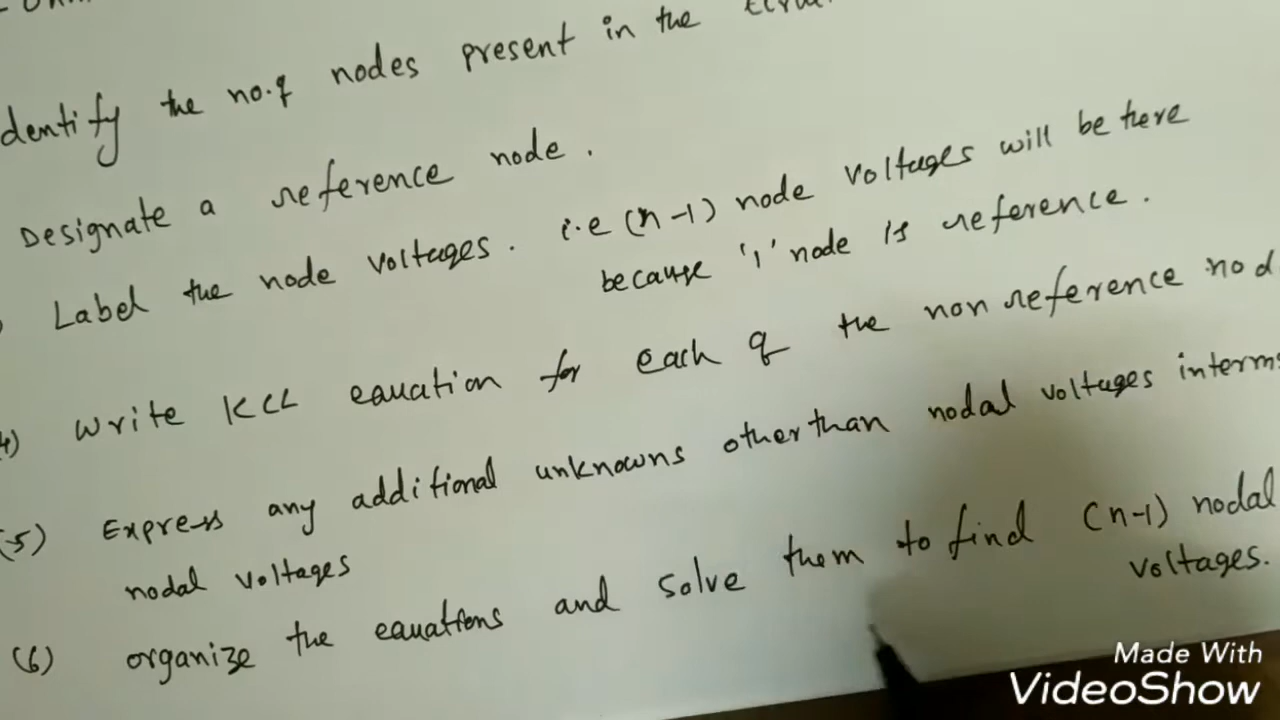 dentify the no.of nodes present in the
Designate a reference node.
Label the node voltages. i.e (n-1) node voltages will be there
because '1' node is reference.
4) Write KCL equation for each of the non reference nod
(5) Express any additional unknowns other than nodal voltages interms
nodal voltages
(6) organize the equations and solve them to find (n-1) nodal
voltages.
Made With
VideoShow